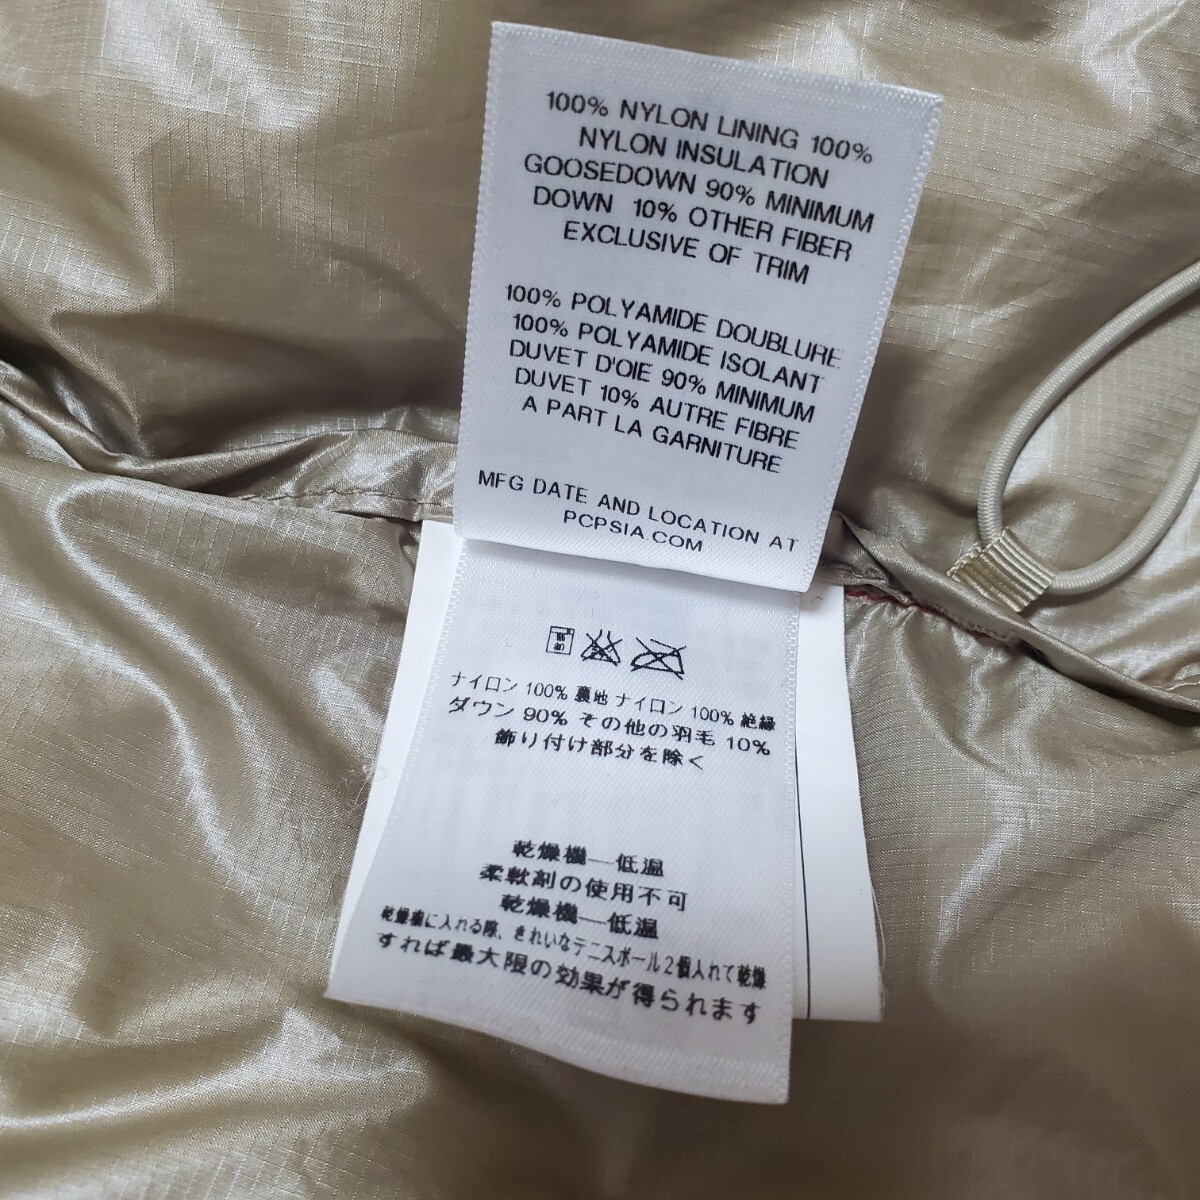 100% NYLON LINING 100%
NYLON INSULATION
GOOSEDOWN 90% MINIMUM
DOWN 10% OTHER FIBER
EXCLUSIVE OF TRIM
100% POLYAMIDE DOUBLURE
100% POLYAMIDE ISOLANT
DUVET D'OIE 90% MINIMUM
DUVET 10% AUTRE FIBRE
A PART LA GARNITURE
MFG DATE AND LOCATION AT
PCPSIA.COM
ナイロン 100% 裏地 ナイロン 100% 絶縁
ダウン 90% その他の羽毛 10%
飾り付け部分を除く
乾燥機—低温
柔軟剤の使用不可
乾燥機—低温
乾燥機に入れる際、きれいなテニスボール2個入れて乾燥
すれば最大限の効果が得られます